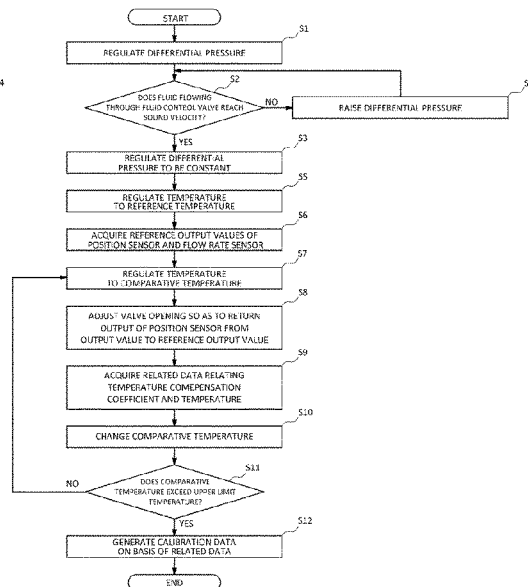 START
S1
REGULATE DIFFERENTIAL PRESSURE
4
S2
DOES FLUID FLOWING
THROUGH FLUID CONTROL VALVE REACH
SOUND VELOCITY?
NO
S
RAISE DIFFERENTIAL PRESSURE
YES
S3
REGULATE DIFFERENTIAL
PRESSURE TO BE CONSTANT
S5
REGULATE TEMPERATURE
TO REFERENCE TEMPERATURE
S6
ACQUIRE REFERENCE OUTPUT VALUES OF
POSITION SENSOR AND FLOW RATE SENSOR
S7
REGULATE TEMPERATURE
TO COMPARATIVE TEMPERATURE
S8
ADJUST VALVE OPENING SO AS TO RETURN
OUTPUT OF POSITION SENSOR FROM
OUTPUT VALUE TO REFERENCE OUTPUT VALUE
S9
ACQUIRE RELATED DATA RELATING
TEMPERATURE COMEPENSATION
COEFFICIENT AND TEMPERATURE
S10
CHANGE COMPARATIVE TEMPERATURE
S11
DOES COMPARATIVE
TEMPERATURE EXCEED UPPER LIMIT
TEMPERATURE?
NO
YES
S12
GENERATE CALIBRATION DATA
ON BASIS OF RELATED DATA
END